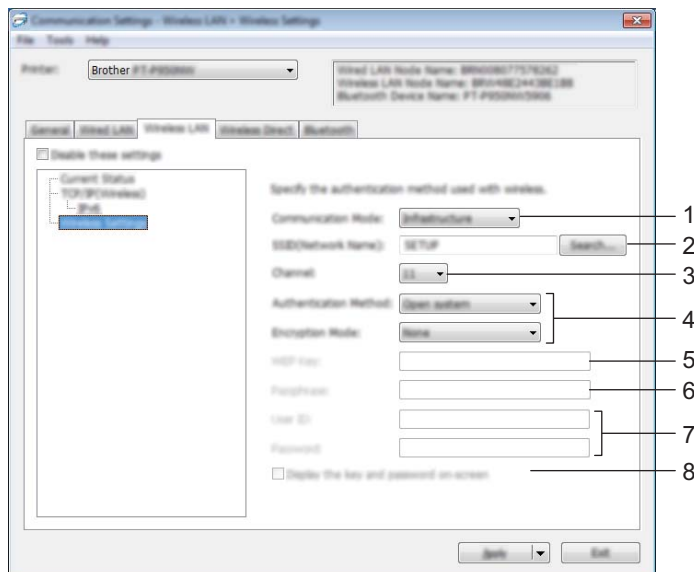 Communication Settings - Wireless LAN > Wireless Settings
File Tools Help
Printer: Brother
Wired LAN Node Name:
Wireless LAN Node Name:
Bluetooth Device Name:
General Wired LAN Wireless LAN Wireless Direct Bluetooth
Disable these settings
Current Status
TCP/IP(Wireless)
IPv6
Wireless Settings
Specify the authentication method used with wireless.
Communication Mode: Infrastructure 1
SSID(Network Name): SETUP Search... 2
Channel: 11 3
Authentication Method: Open system 4
Encryption Mode: None
WEP Key: 5
Passphrase: 6
User ID: 7
Password:
Display the key and password on-screen 8
Apply Exit